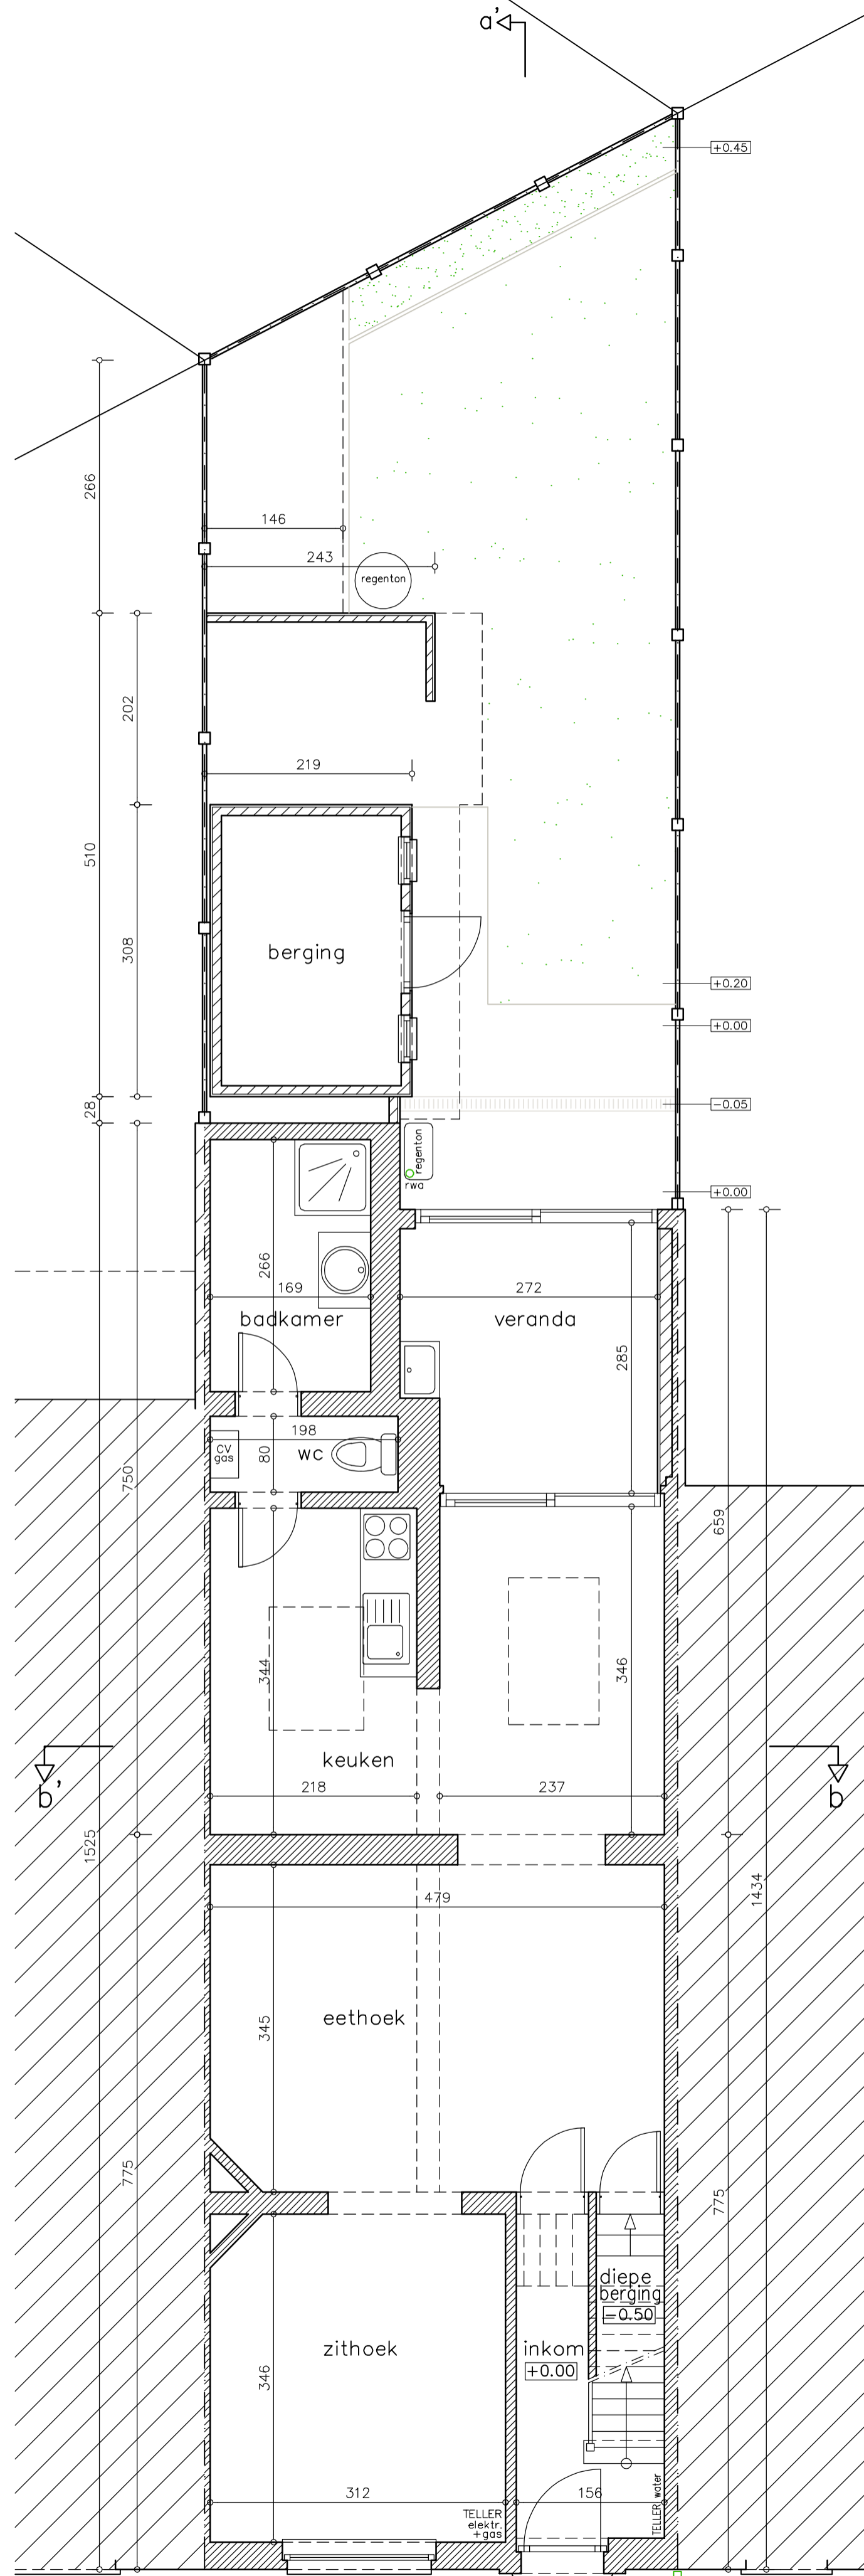 a'
+0.45
266
146
243
regenton
202
219
510
308
berging
+0.20
+0.00
28
-0.05
regenton
rwa
+0.00
266
169
272
badkamer
veranda
285
198
CV
gas
80
WC
750
659
344
346
keuken
b'
b
218
237
1525
1434
479
eethoek
345
775
775
diepe
berging
-0.50
zithoek
inkom
+0.00
346
312
156
TELLER
elektr.
+gas
TELLER water